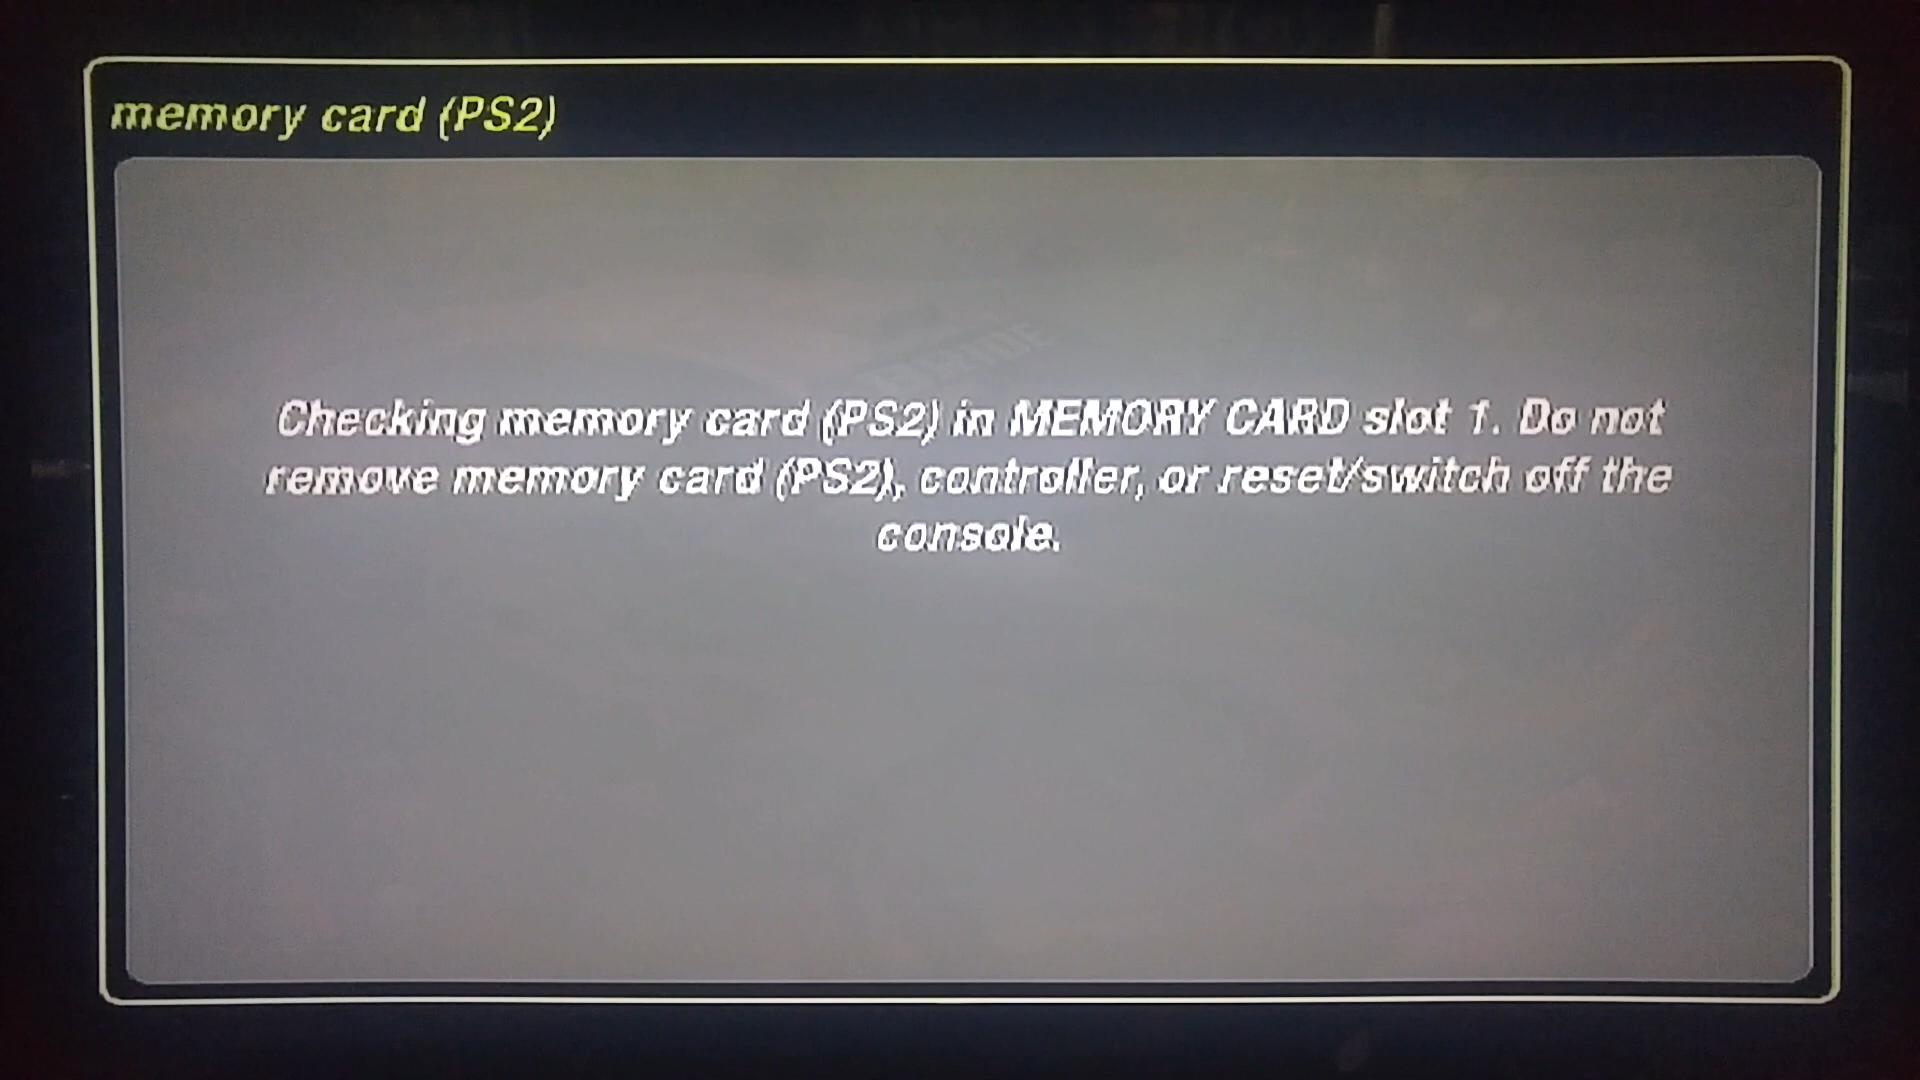 memory card (PS2)
Checking memory card (PS2) in MEMORY CARD slot 1. Do not
remove memory card (PS2), controller, or reset/switch off the
console.